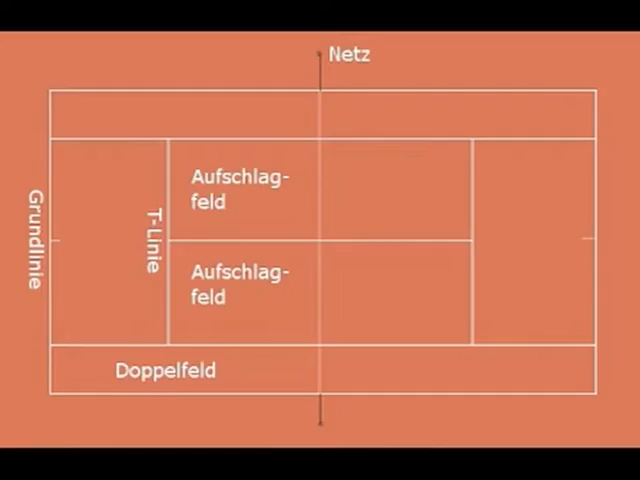 Netz
Aufschlag-
feld
Grundlinie
T-Linie
Aufschlag-
feld
Doppelfeld